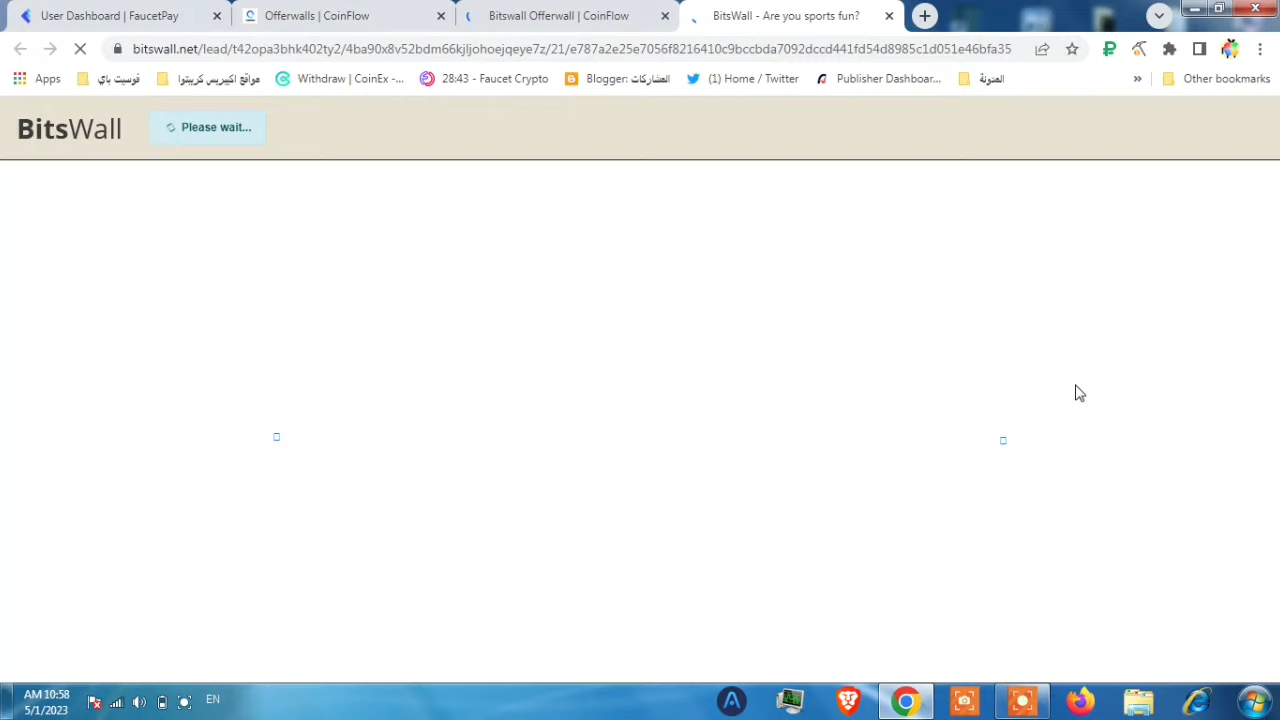 User Dashboard | FaucetPay
Offerwalls | CoinFlow
Bitswall Offerwall | CoinFlow
BitsWall - Are you sports fun?
bitswall.net/lead/t42opa3bhk402ty2/4ba90x8v52bdm66kjljohoejqeye7z/21/e787a2e25e7056f8216410c9bccbda7092dccd441fd54d8985c1d051e46bfa35
Apps
فوسيت باي
مواقع اكبيريس كريبتوا
Withdraw | CoinEx -...
28:43 - Faucet Crypto
Blogger: المشاركات
(1) Home / Twitter
Publisher Dashboar...
المدونة
»
Other bookmarks
BitsWall
Please wait...
AM 10:58
5/1/2023
EN